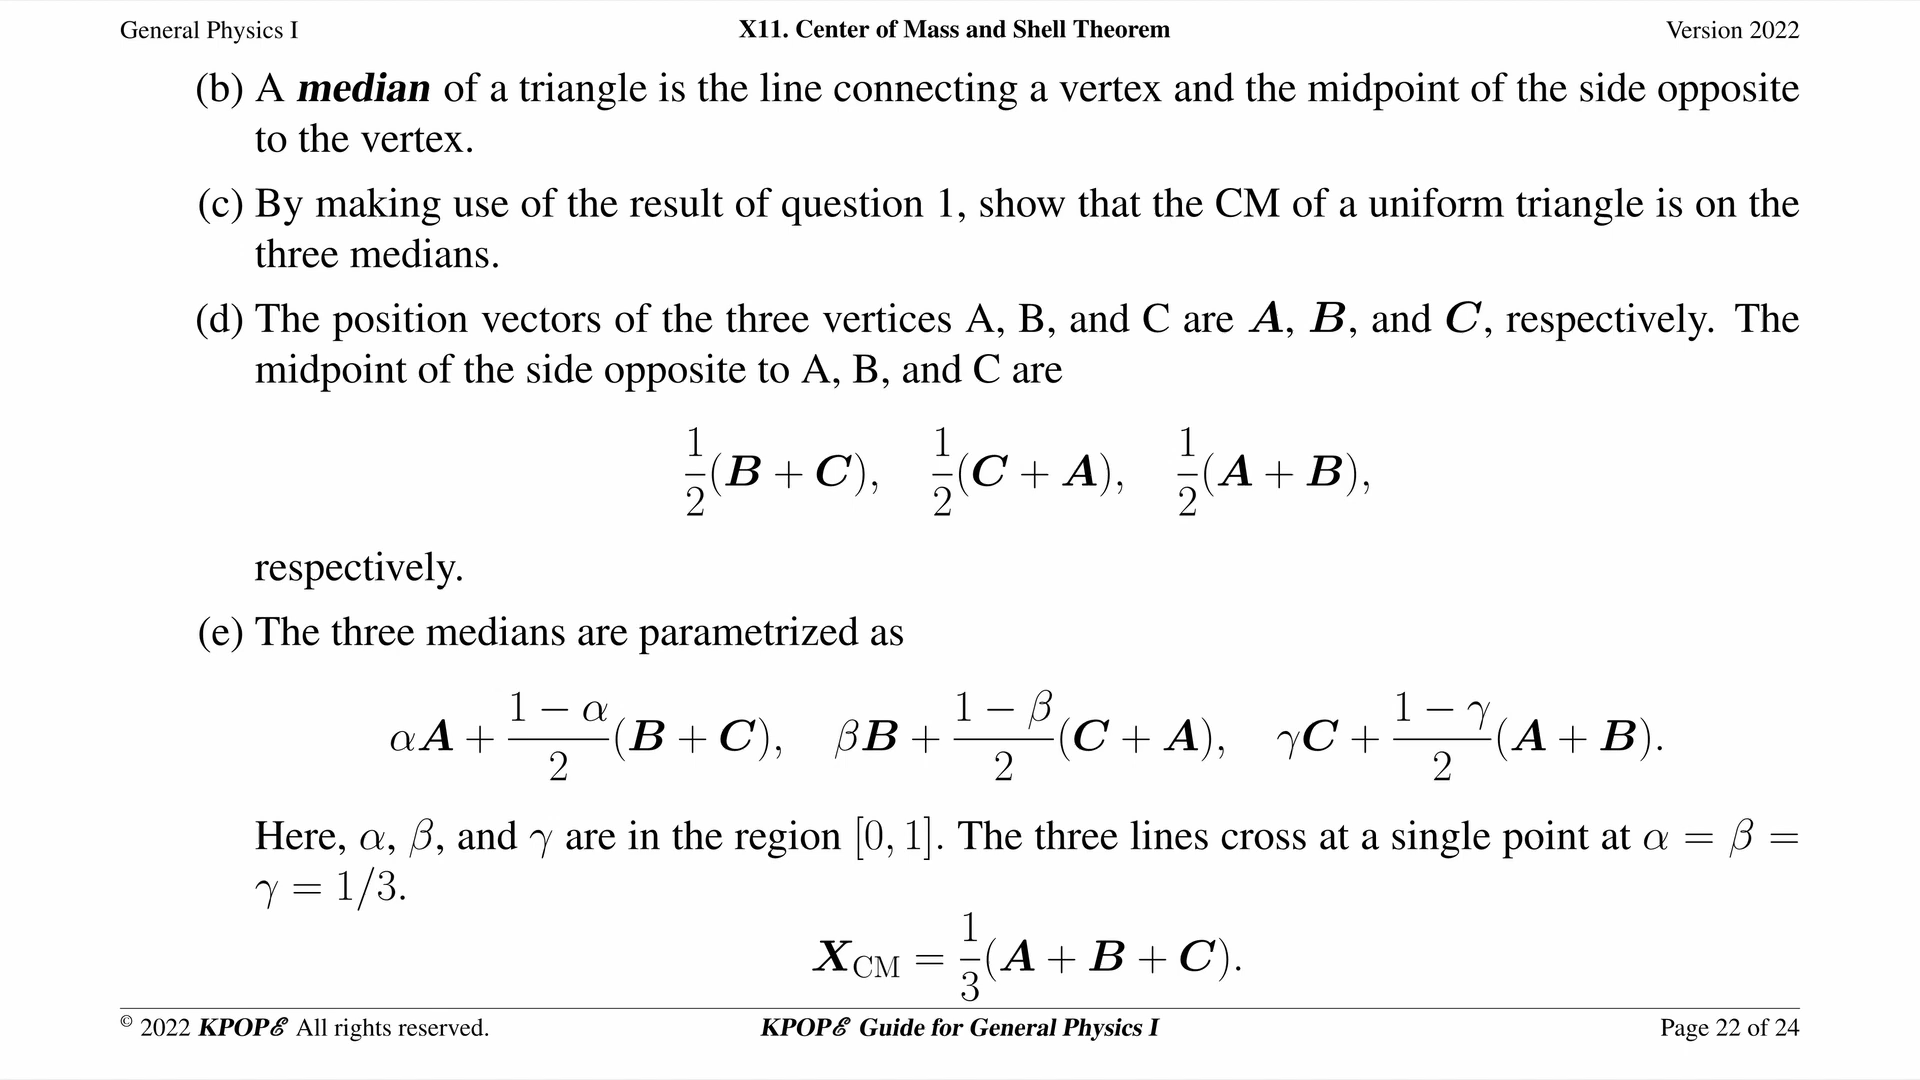 General Physics I X11. Center of Mass and Shell Theorem Version 2022
(b) A median of a triangle is the line connecting a vertex and the midpoint of the side opposite
to the vertex.
(c) By making use of the result of question 1, show that the CM of a uniform triangle is on the
three medians.
(d) The position vectors of the three vertices A, B, and C are A, B, and C, respectively. The
midpoint of the side opposite to A, B, and C are
1/2(B + C), 1/2(C + A), 1/2(A + B),
respectively.
(e) The three medians are parametrized as
αA + (1 − α)/2(B + C), βB + (1 − β)/2(C + A), γC + (1 − γ)/2(A + B).
Here, α, β, and γ are in the region [0, 1]. The three lines cross at a single point at α = β =
γ = 1/3.
X_CM = 1/3(A + B + C).
© 2022 KPOPℰ All rights reserved. KPOPℰ Guide for General Physics I Page 22 of 24